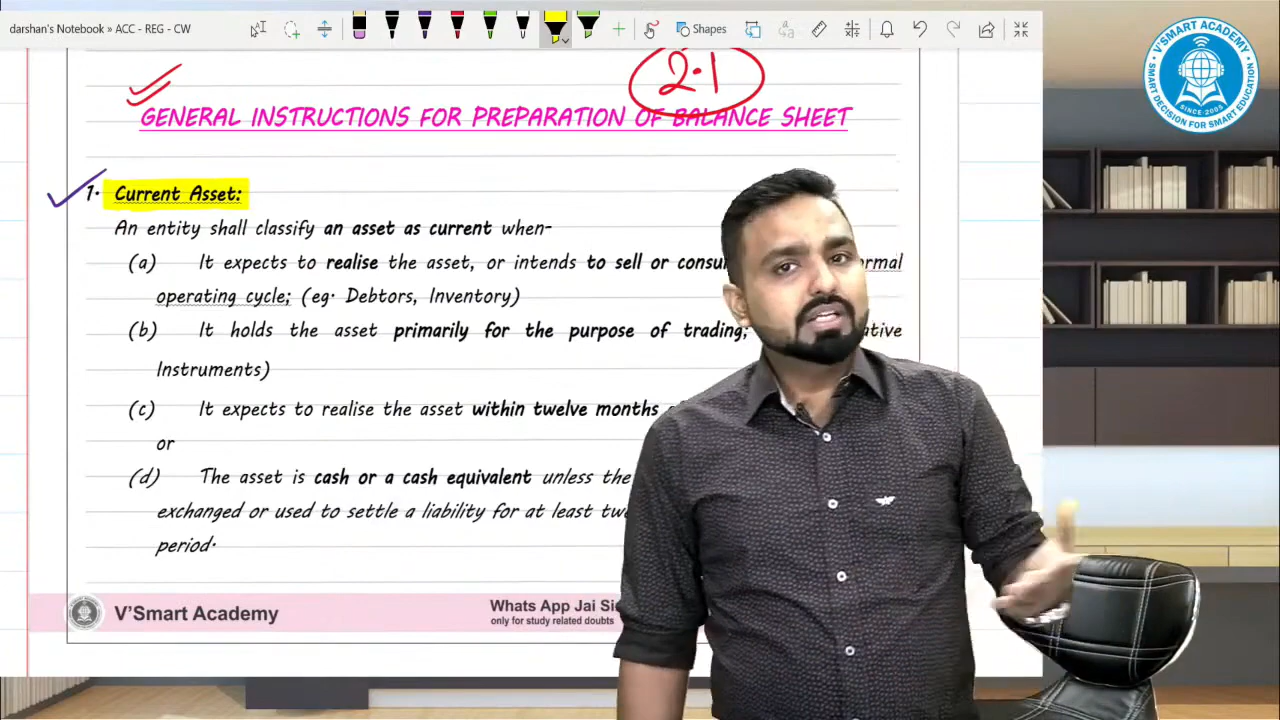 darshan's Notebook » ACC - REG - CW
Shapes
V'SMART ACADEMY
SINCE-2005
SMART DECISION FOR SMART EDUCATION
2.1
GENERAL INSTRUCTIONS FOR PREPARATION OF BALANCE SHEET
1. Current Asset:
An entity shall classify an asset as current when-
(a) It expects to realise the asset, or intends to sell or
operating cycle; (eg. Debtors, Inventory)
(b) It holds the asset primarily for the purpose of trading;
Instruments)
(c) It expects to realise the asset within twelve months
or
(d) The asset is cash or a cash equivalent unless the
exchanged or used to settle a liability for at least
period.
V'Smart Academy
Whats App Jai
only for study related doubts